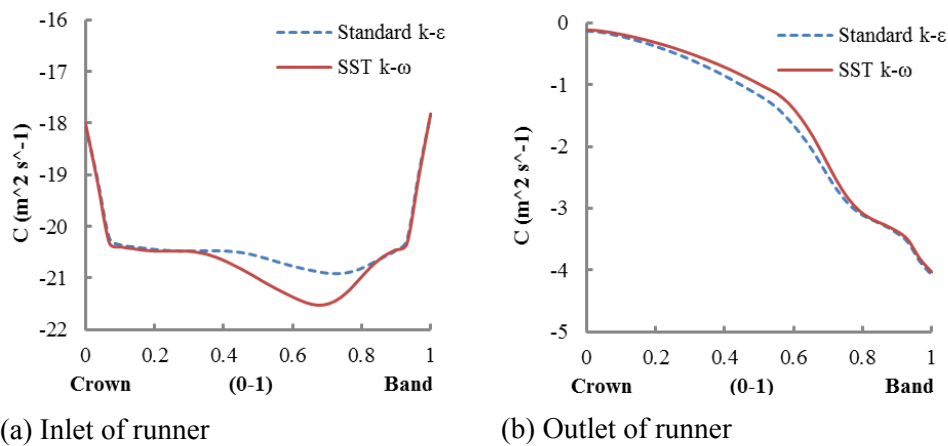 -16
-17
-18
-19
-20
-21
-22
C (m^2 s^-1)
Standard k-ε
SST k-ω
0 0.2 0.4 0.6 0.8 1
Crown (0-1) Band
(a) Inlet of runner
0
-1
-2
-3
-4
-5
C (m^2 s^-1)
Standard k-ε
SST k-ω
0 0.2 0.4 0.6 0.8 1
Crown (0-1) Band
(b) Outlet of runner